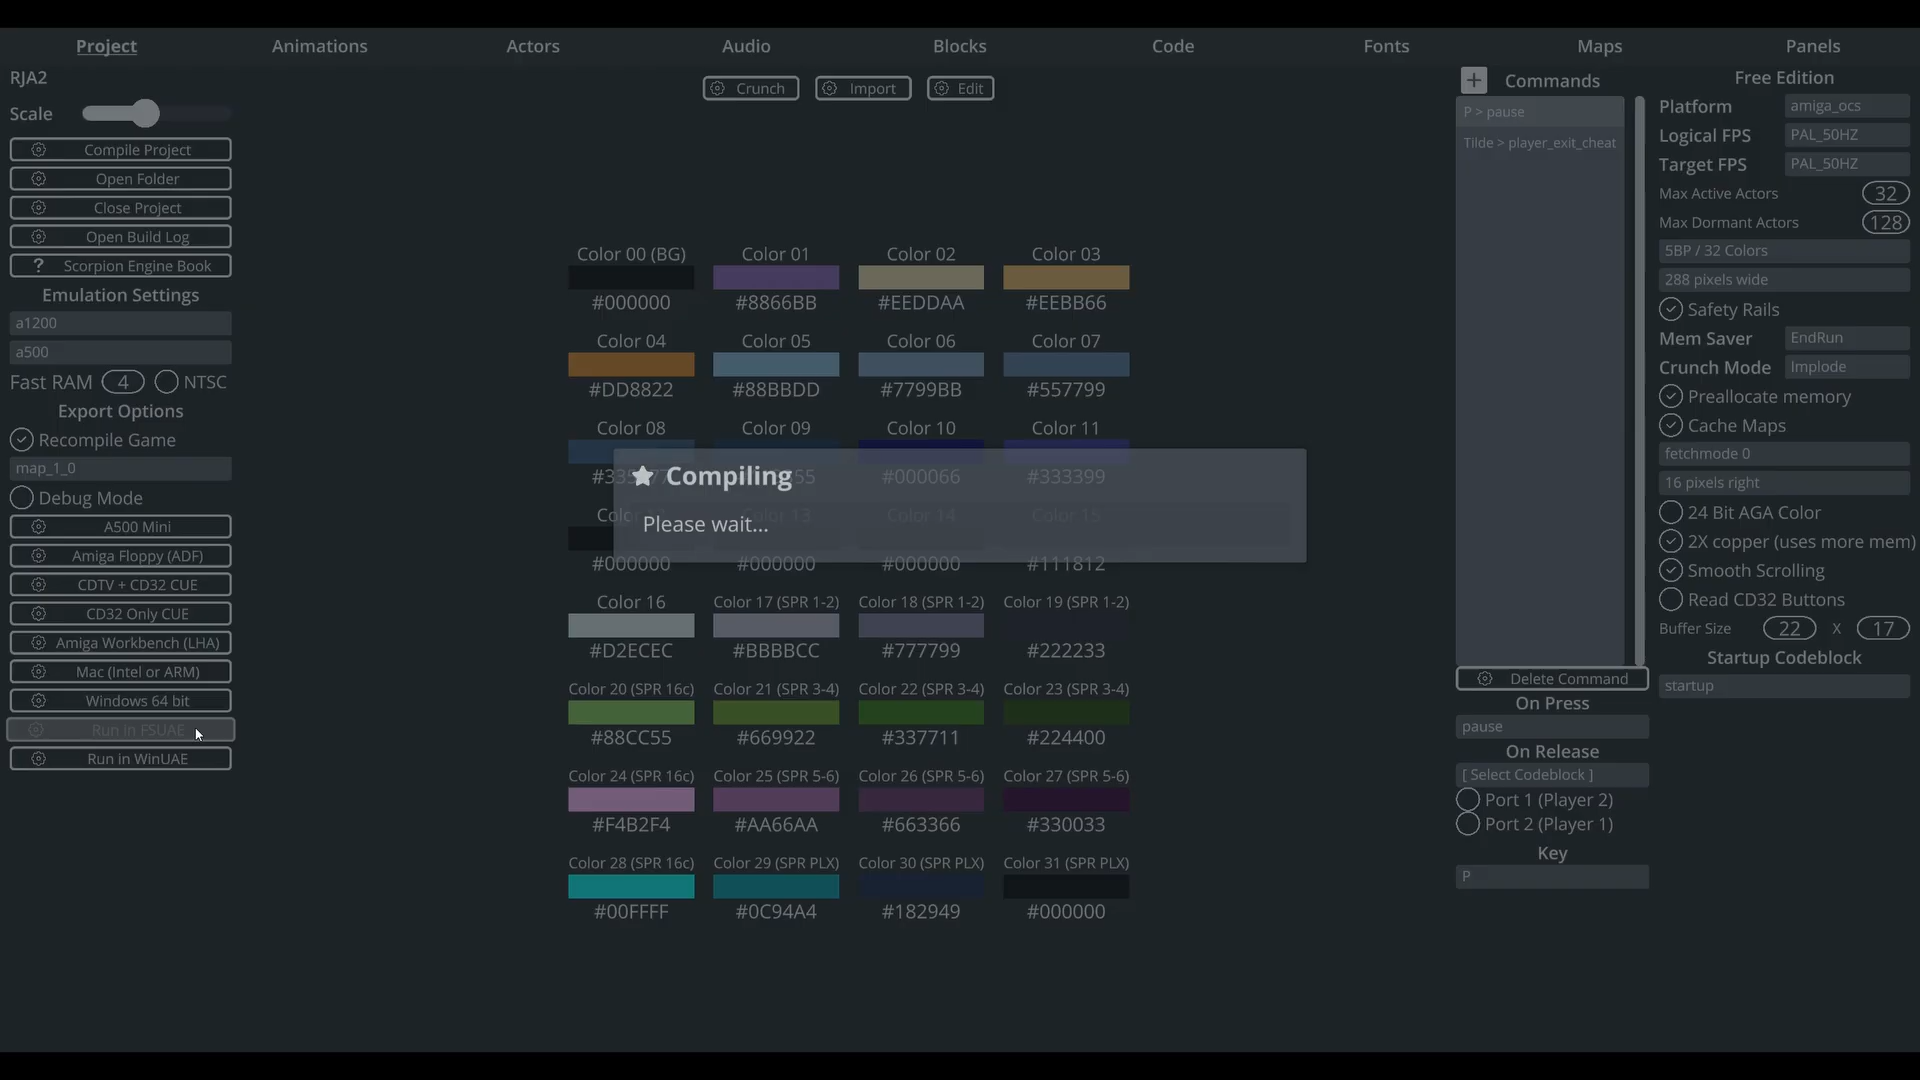 Project
Animations
Actors
Audio
Blocks
Code
Fonts
Maps
Panels
RJA2
Scale
Compile Project
Open Folder
Close Project
Open Build Log
? Scorpion Engine Book
Emulation Settings
a1200
a500
Fast RAM 4 NTSC
Export Options
Recompile Game
map_1_0
Debug Mode
A500 Mini
Amiga Floppy (ADF)
CDTV + CD32 CUE
CD32 Only CUE
Amiga Workbench (LHA)
Mac (Intel or ARM)
Windows 64 bit
Run in FSUAE
Run in WinUAE
Crunch
Import
Edit
Color 00 (BG) Color 01 Color 02 Color 03
#000000 #8866BB #EEDDAA #EEBB66
Color 04 Color 05 Color 06 Color 07
#DD8822 #88BBDD #7799BB #557799
Color 08 Color 09 Color 10 Color 11
#000066 #333399
Compiling
Please wait...
Color 13 Color 14 Color 15
#000000 #000000 #000000 #111812
Color 16 Color 17 (SPR 1-2) Color 18 (SPR 1-2) Color 19 (SPR 1-2)
#D2ECEC #BBBBCC #777799 #222233
Color 20 (SPR 16c) Color 21 (SPR 3-4) Color 22 (SPR 3-4) Color 23 (SPR 3-4)
#88CC55 #669922 #337711 #224400
Color 24 (SPR 16c) Color 25 (SPR 5-6) Color 26 (SPR 5-6) Color 27 (SPR 5-6)
#F4B2F4 #AA66AA #663366 #330033
Color 28 (SPR 16c) Color 29 (SPR PLX) Color 30 (SPR PLX) Color 31 (SPR PLX)
#00FFFF #0C94A4 #182949 #000000
+ Commands
P > pause
Tilde > player_exit_cheat
Delete Command
On Press
pause
On Release
[ Select Codeblock ]
Port 1 (Player 2)
Port 2 (Player 1)
Key
P
Free Edition
Platform amiga_ocs
Logical FPS PAL_50HZ
Target FPS PAL_50HZ
Max Active Actors 32
Max Dormant Actors 128
5BP / 32 Colors
288 pixels wide
Safety Rails
Mem Saver EndRun
Crunch Mode Implode
Preallocate memory
Cache Maps
fetchmode 0
16 pixels right
24 Bit AGA Color
2X copper (uses more mem)
Smooth Scrolling
Read CD32 Buttons
Buffer Size 22 X 17
Startup Codeblock
startup